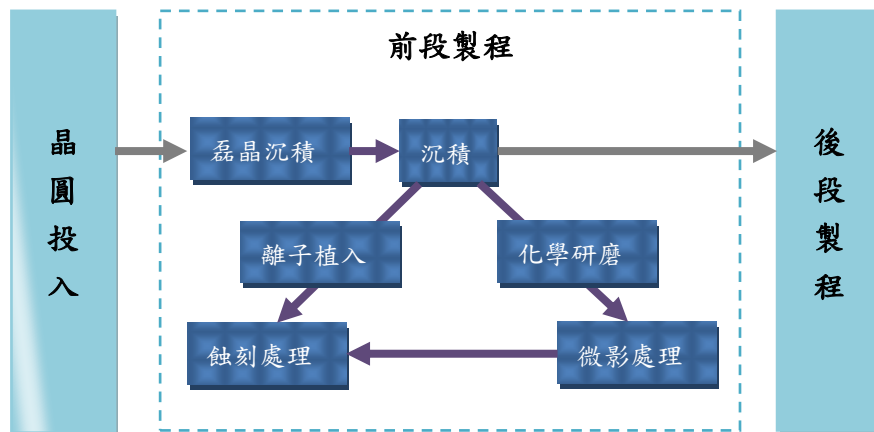 前段製程
晶圓投入
磊晶沉積
沉積
離子植入
化學研磨
蝕刻處理
微影處理
後段製程